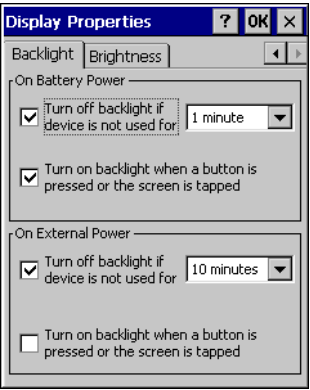 Display Properties ? OK ×
Backlight Brightness
On Battery Power
Turn off backlight if
device is not used for 1 minute
Turn on backlight when a button is
pressed or the screen is tapped
On External Power
Turn off backlight if
device is not used for 10 minutes
Turn on backlight when a button is
pressed or the screen is tapped